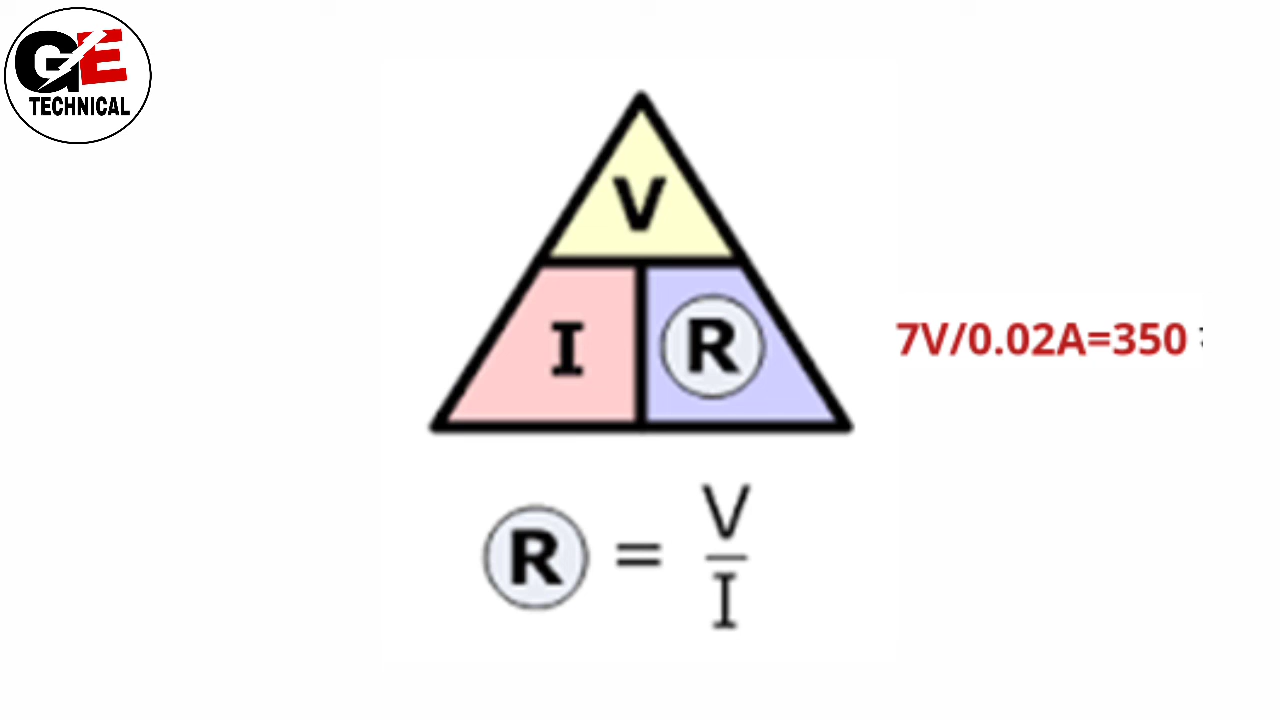 GE
TECHNICAL
V
I R
7V/0.02A=350
R = V
I